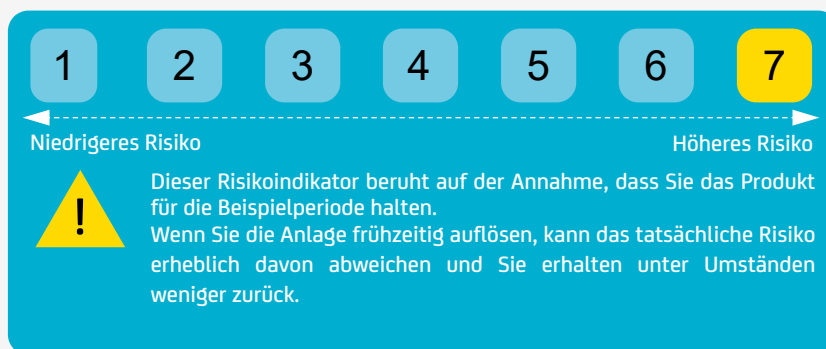 1 2 3 4 5 6 7
Niedrigeres Risiko Höheres Risiko
Dieser Risikoindikator beruht auf der Annahme, dass Sie das Produkt
für die Beispielperiode halten.
!
Wenn Sie die Anlage frühzeitig auflösen, kann das tatsächliche Risiko
erheblich davon abweichen und Sie erhalten unter Umständen
weniger zurück.